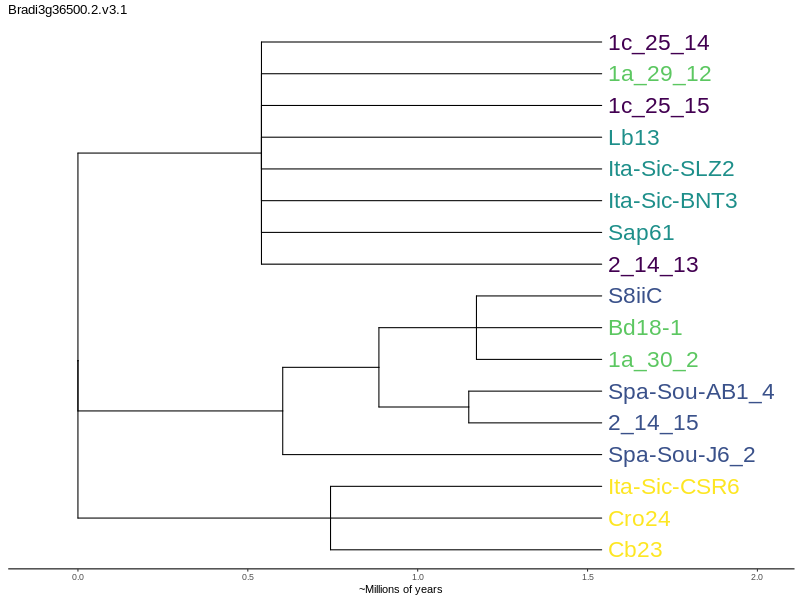 Bradi3g36500.2.v3.1
1c_25_14
1a_29_12
1c_25_15
Lb13
Ita-Sic-SLZ2
Ita-Sic-BNT3
Sap61
2_14_13
S8iiC
Bd18-1
1a_30_2
Spa-Sou-AB1_4
2_14_15
Spa-Sou-J6_2
Ita-Sic-CSR6
Cro24
Cb23
0.0 0.5 1.0 1.5 2.0
~Millions of years